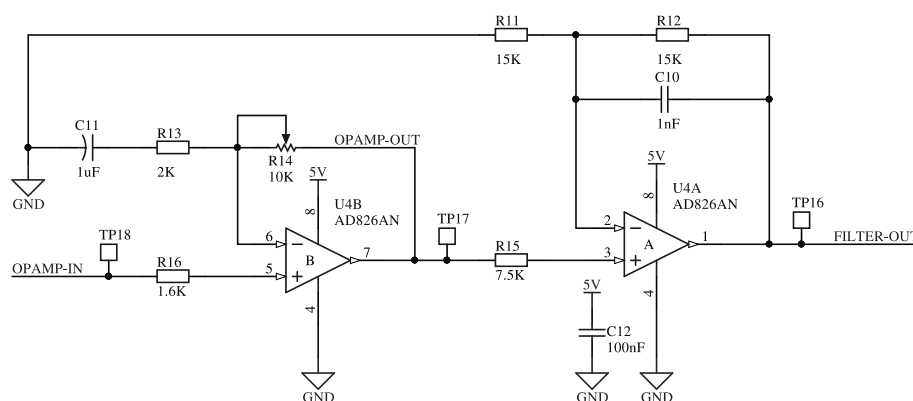 R11
15K
R12
15K
C10
1nF
C11
1uF
R13
2K
R14
10K
OPAMP-OUT
GND
5V
8
U4B
AD826AN
6
B
7
5
4
GND
TP18
OPAMP-IN
R16
1.6K
TP17
R15
7.5K
5V
8
U4A
AD826AN
2
A
1
3
4
GND
TP16
FILTER-OUT
5V
C12
100nF
GND